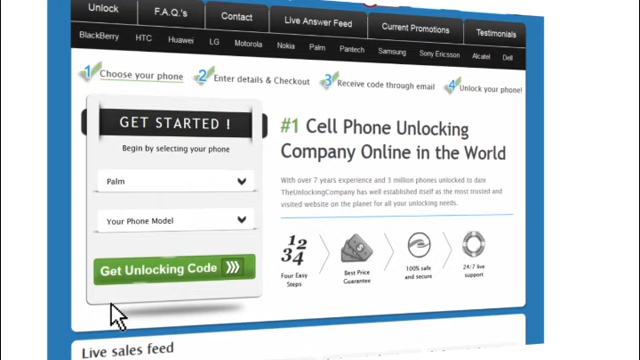 Unlock F.A.Q.'s Contact Live Answer Feed Current Promotions Testimonials
BlackBerry HTC Huawei LG Motorola Nokia Palm Pantech Samsung Sony Ericsson Alcatel Dell
1 Choose your phone 2 Enter details & Checkout 3 Receive code through email 4 Unlock your phone!
GET STARTED !
Begin by selecting your phone
Palm
Your Phone Model
Get Unlocking Code
#1 Cell Phone Unlocking
Company Online in the World
With over 7 years experience and 3 million phones unlocked to date
TheUnlockingCompany has well established itself as the most trusted and
visited website on the planet for all your unlocking needs.
12
34
Four Easy
Steps
Best Price
Guarantee
100% safe
and secure
24/7 live
support
Live sales feed